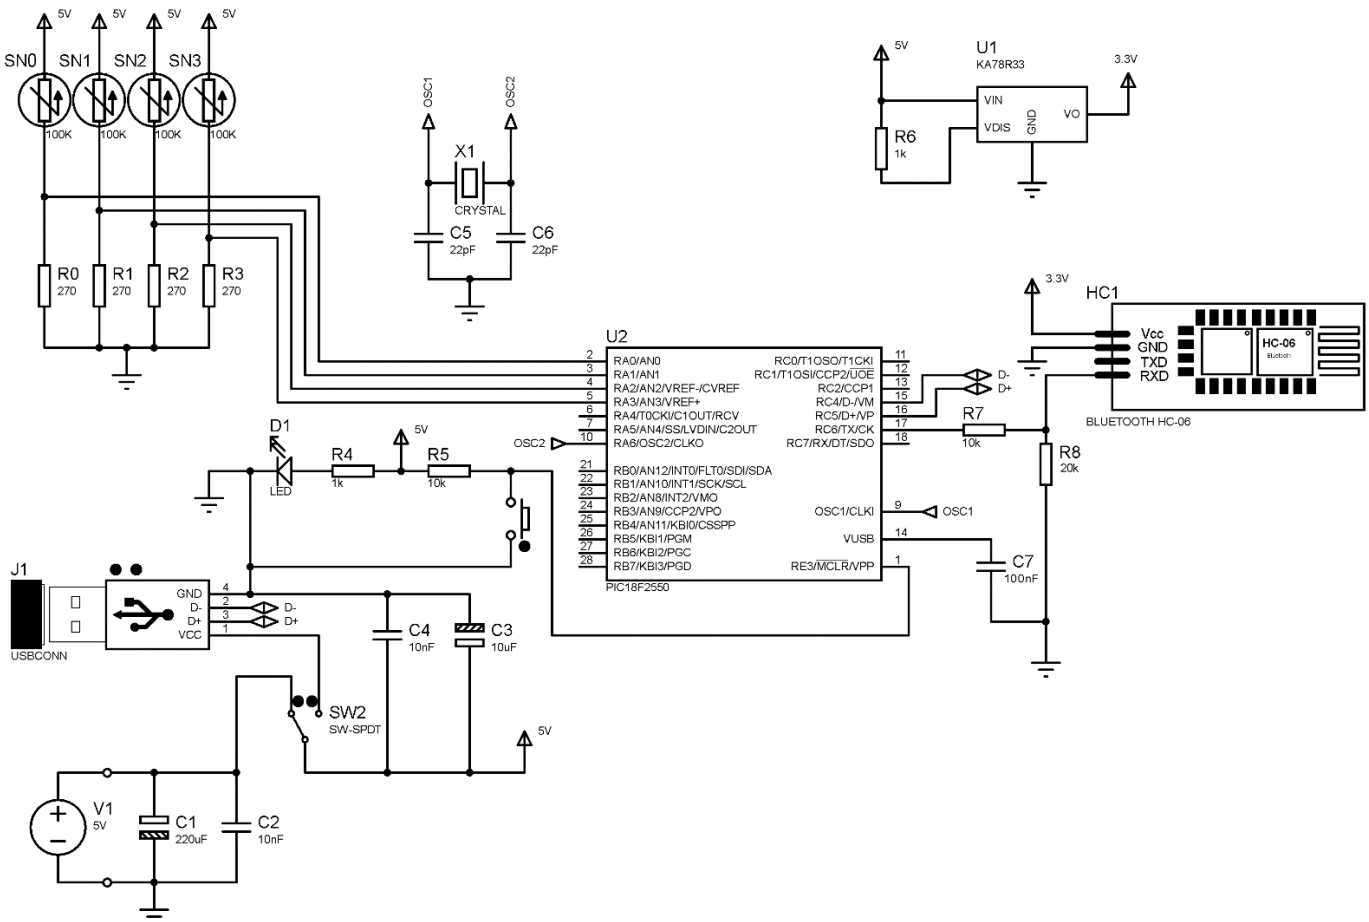 5V
5V
5V
5V
SN0
SN1
SN2
SN3
100K
100K
100K
100K
R0
270
R1
270
R2
270
R3
270
OSC1
OSC2
X1
CRYSTAL
C5
22pF
C6
22pF
5V
U1
KA78R33
3.3V
VIN
VDIS
GND
VO
R6
1k
3.3V
HC1
Vcc
GND
TXD
RXD
HC-06
Bluetooth
BLUETOOTH HC-06
U2
2 RA0/AN0
3 RA1/AN1
4 RA2/AN2/VREF-/CVREF
5 RA3/AN3/VREF+
6 RA4/T0CKI/C1OUT/RCV
7 RA5/AN4/SS/LVDIN/C2OUT
OSC2 10 RA6/OSC2/CLKO
21 RB0/AN12/INT0/FLT0/SDI/SDA
22 RB1/AN10/INT1/SCK/SCL
23 RB2/AN8/INT2/VMO
24 RB3/AN9/CCP2/VPO
25 RB4/AN11/KBI0/CSSPP
26 RB5/KBI1/PGM
27 RB6/KBI2/PGC
28 RB7/KBI3/PGD
RC0/T1OSO/T1CKI 11
RC1/T1OSI/CCP2/UOE 12
RC2/CCP1 13
RC4/D-/VM 15 D-
RC5/D+/VP 16 D+
RC6/TX/CK 17
RC7/RX/DT/SDO 18
OSC1/CLKI 9 OSC1
VUSB 14
RE3/MCLR/VPP 1
PIC18F2550
R7
10k
R8
20k
C7
100nF
D1
LED
R4
1k
5V
R5
10k
J1
USBCONN
GND 4
D- 2 D-
D+ 3 D+
VCC 1
C4
10nF
C3
10uF
SW2
SW-SPDT
5V
V1
5V
C1
220uF
C2
10nF